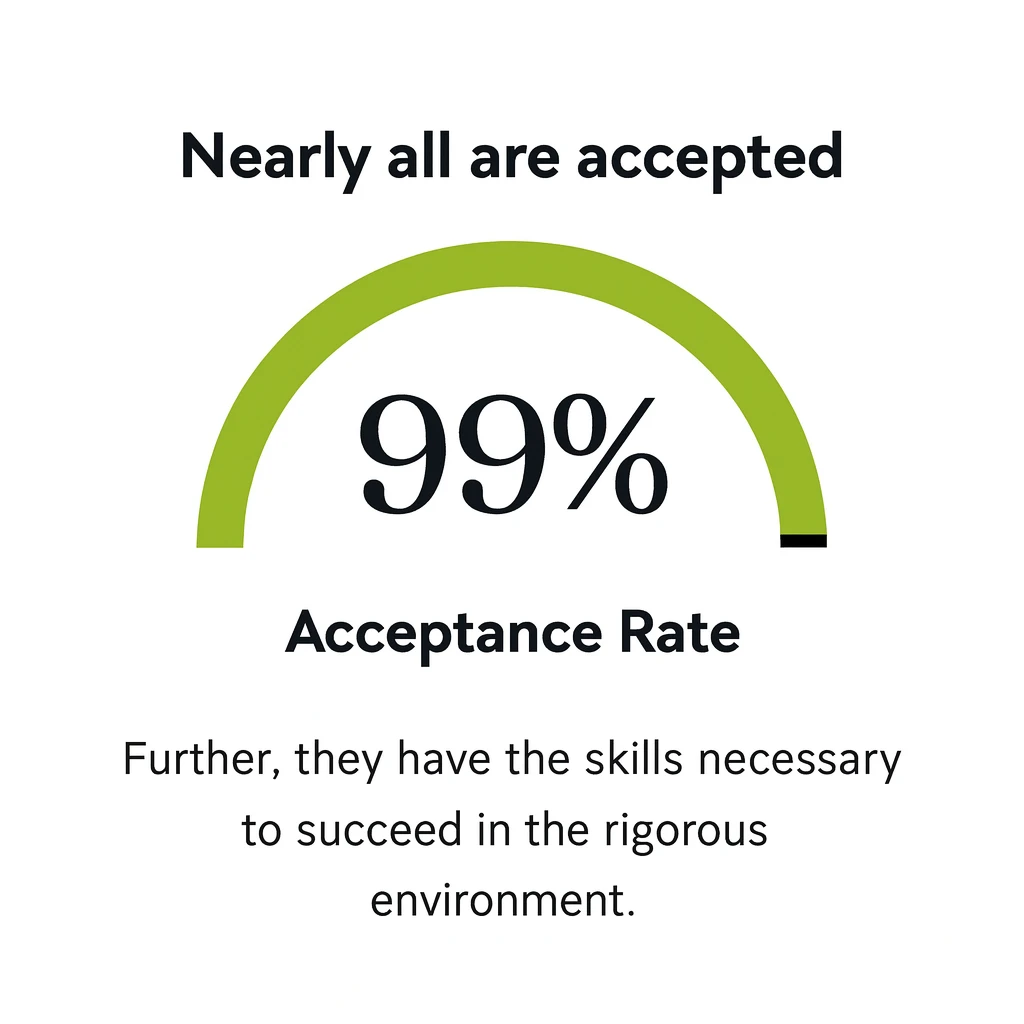 Nearly all are accepted
99%
Acceptance Rate
Further, they have the skills necessary
to succeed in the rigorous
environment.